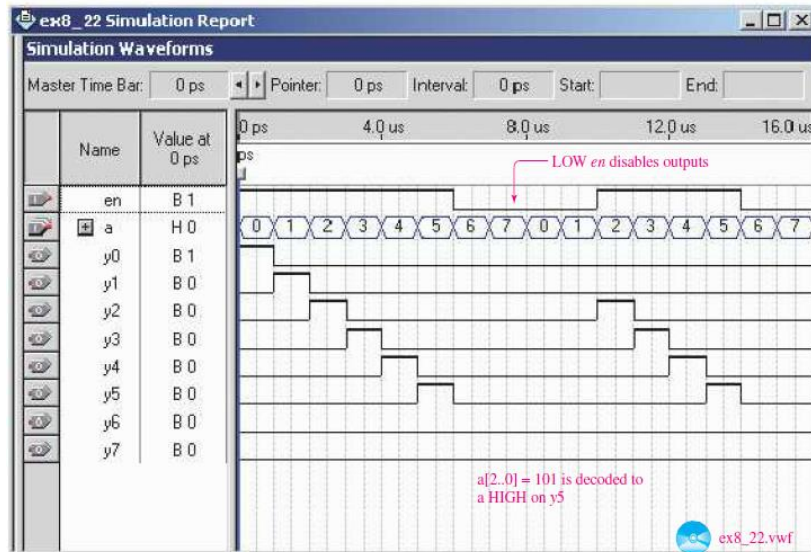 ex8_22 Simulation Report
Simulation Waveforms
Master Time Bar: 0 ps Pointer: 0 ps Interval: 0 ps Start: End:
Name Value at 0 ps
0 ps 4.0 us 8.0 us 12.0 us 16.0 us
ps
LOW en disables outputs
en B 1
a H 0 0 1 2 3 4 5 6 7 0 1 2 3 4 5 6 7
y0 B 1
y1 B 0
y2 B 0
y3 B 0
y4 B 0
y5 B 0
y6 B 0
y7 B 0
a[2..0] = 101 is decoded to
a HIGH on y5
ex8_22.vwf